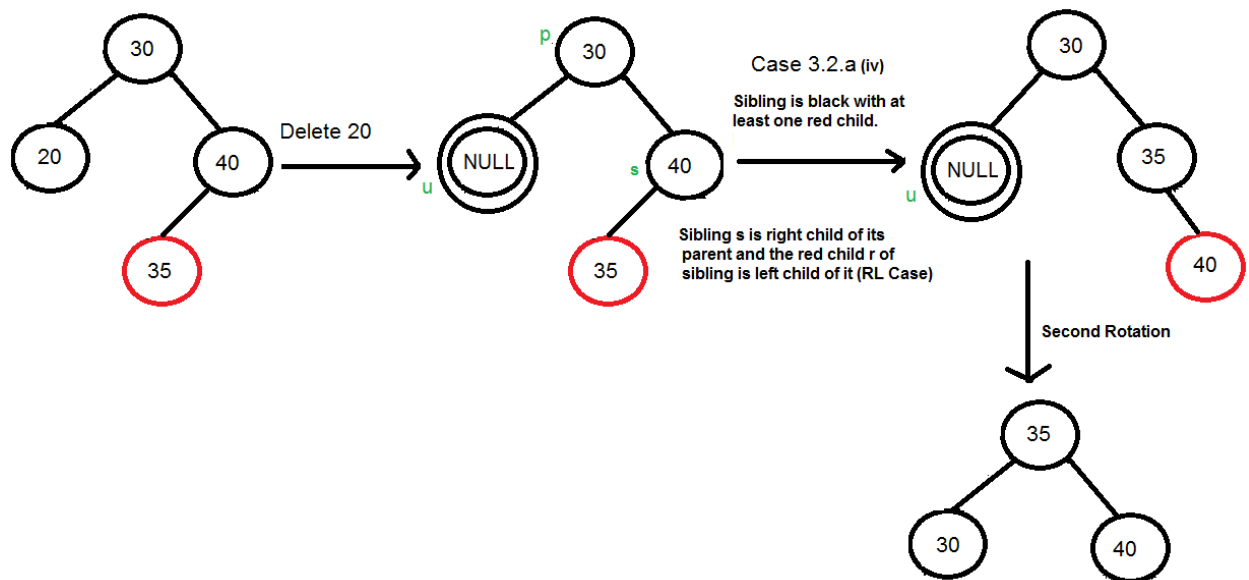 30
20
40
35
Delete 20
p
30
NULL
u
s
40
35
Case 3.2.a (iv)
Sibling is black with at
least one red child.
Sibling s is right child of its
parent and the red child r of
sibling is left child of it (RL Case)
30
NULL
u
35
40
Second Rotation
35
30
40